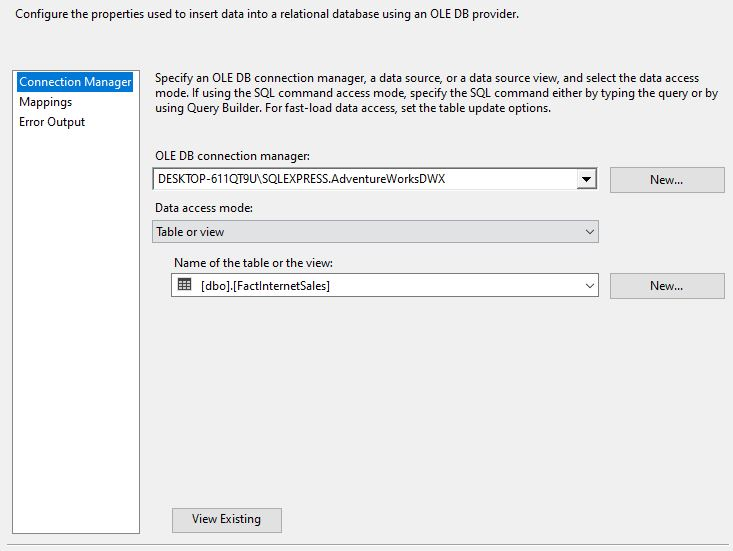 Configure the properties used to insert data into a relational database using an OLE DB provider.
Connection Manager
Mappings
Error Output
Specify an OLE DB connection manager, a data source, or a data source view, and select the data access
mode. If using the SQL command access mode, specify the SQL command either by typing the query or by
using Query Builder. For fast-load data access, set the table update options.
OLE DB connection manager:
DESKTOP-611QT9U\SQLEXPRESS.AdventureWorksDWX
New...
Data access mode:
Table or view
Name of the table or the view:
[dbo].[FactInternetSales]
New...
View Existing